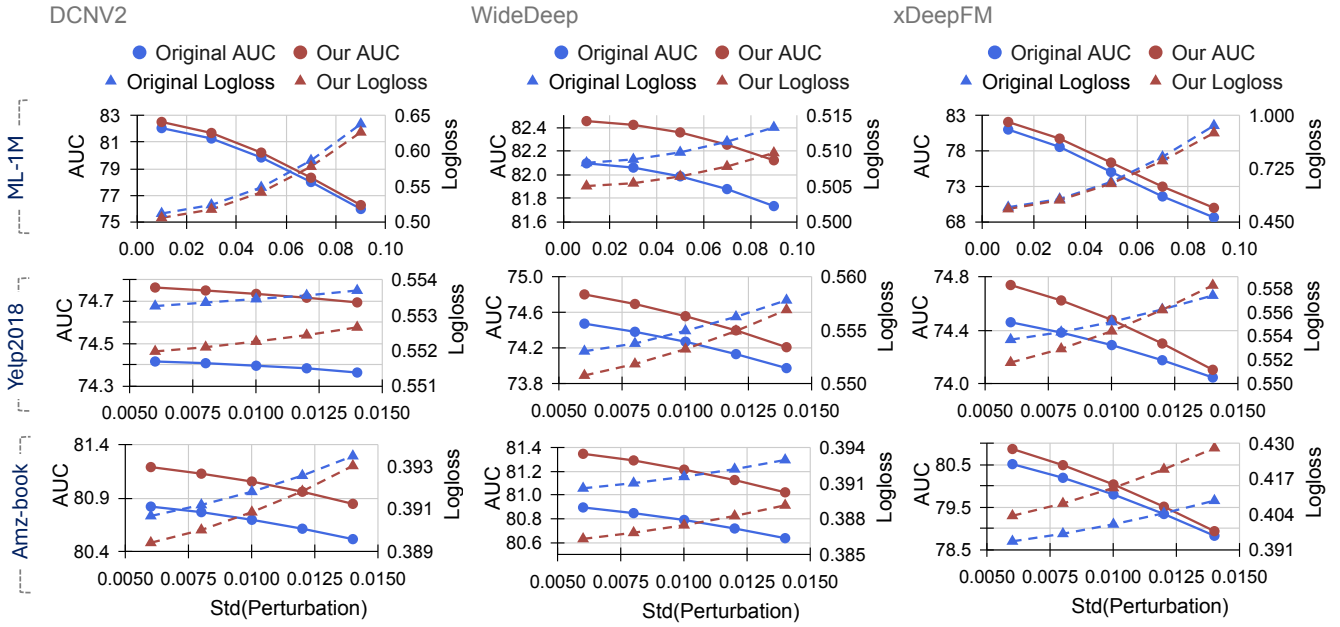 DCNV2 WideDeep xDeepFM
Original AUC Our AUC Original AUC Our AUC Original AUC Our AUC
Original Logloss Our Logloss Original Logloss Our Logloss Original Logloss Our Logloss
ML-1M
AUC
83
81
79
77
75
0.65
0.60
0.55
0.50
Logloss
0.00 0.02 0.04 0.06 0.08 0.10
AUC
82.4
82.2
82.0
81.8
81.6
0.515
0.510
0.505
0.500
Logloss
0.00 0.02 0.04 0.06 0.08 0.10
AUC
83
78
73
68
1.000
0.725
0.450
Logloss
0.00 0.02 0.04 0.06 0.08 0.10
Yelp2018
AUC
74.7
74.5
74.3
0.554
0.553
0.552
0.551
Logloss
0.0050 0.0075 0.0100 0.0125 0.0150
AUC
75.0
74.6
74.2
73.8
0.560
0.555
0.550
Logloss
0.0050 0.0075 0.0100 0.0125 0.0150
AUC
74.8
74.4
74.0
0.558
0.556
0.554
0.552
0.550
Logloss
0.0050 0.0075 0.0100 0.0125 0.0150
Amz-book
AUC
81.4
80.9
80.4
0.393
0.391
0.389
Logloss
0.0050 0.0075 0.0100 0.0125 0.0150
Std(Perturbation)
AUC
81.4
81.2
81.0
80.8
80.6
0.394
0.391
0.388
0.385
Logloss
0.0050 0.0075 0.0100 0.0125 0.0150
Std(Perturbation)
AUC
80.5
79.5
78.5
0.430
0.417
0.404
0.391
Logloss
0.0050 0.0075 0.0100 0.0125 0.0150
Std(Perturbation)